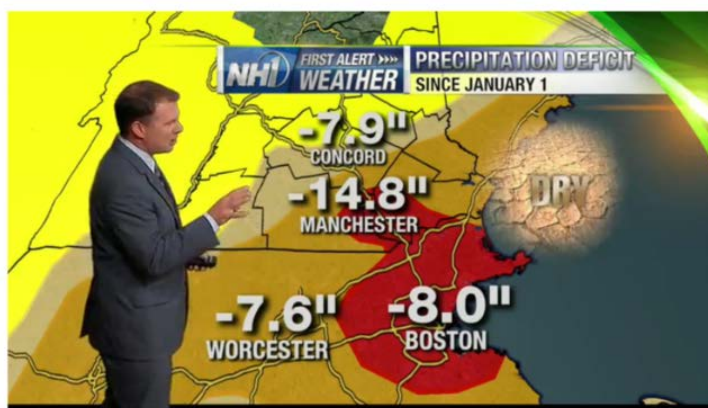 NH1
FIRST ALERT >>>>
WEATHER
PRECIPITATION DEFICIT
SINCE JANUARY 1
-7.9"
CONCORD
-14.8"
MANCHESTER
DRY
-7.6"
WORCESTER
-8.0"
BOSTON